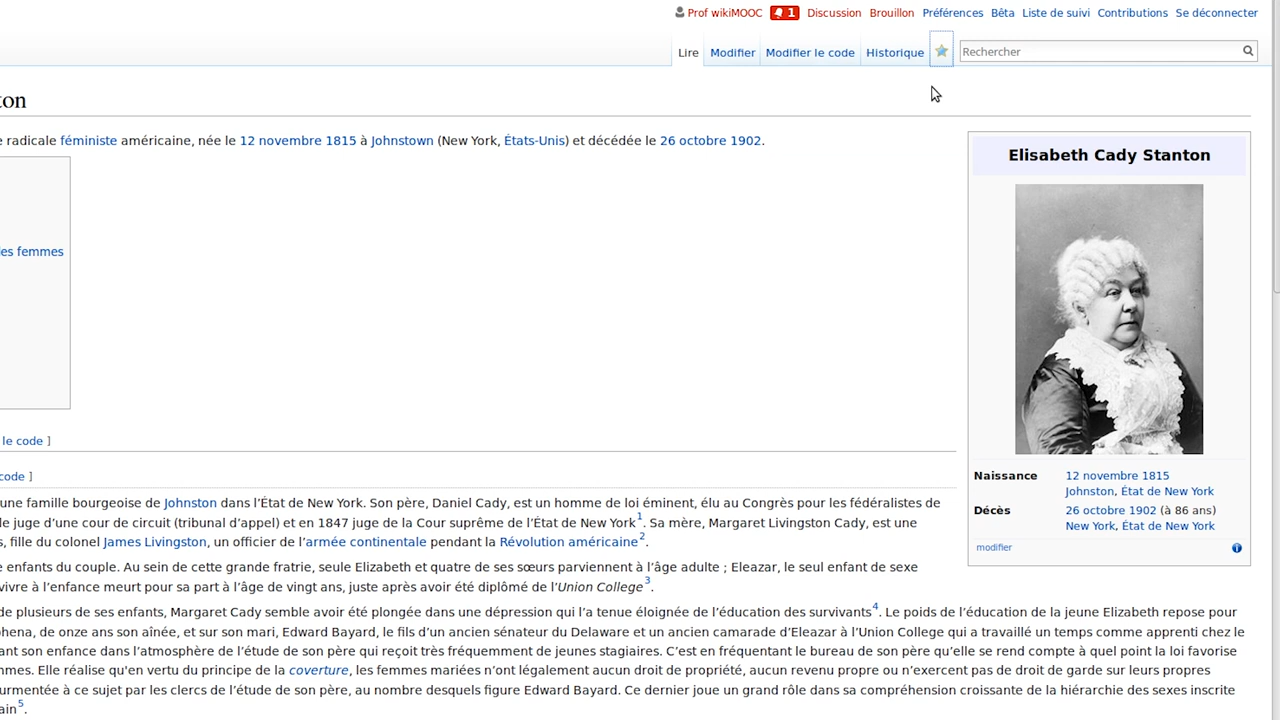 Prof wikiMOOC 1 Discussion Brouillon Préférences Bêta Liste de suivi Contributions Se déconnecter
Lire Modifier Modifier le code Historique Rechercher
ton
e radicale féministe américaine, née le 12 novembre 1815 à Johnstown (New York, États-Unis) et décédée le 26 octobre 1902.
les femmes
le code ]
code ]
une famille bourgeoise de Johnston dans l’État de New York. Son père, Daniel Cady, est un homme de loi éminent, élu au Congrès pour les fédéralistes de
le juge d’une cour de circuit (tribunal d’appel) et en 1847 juge de la Cour suprême de l’État de New York1. Sa mère, Margaret Livingston Cady, est une
s, fille du colonel James Livingston, un officier de l’armée continentale pendant la Révolution américaine2.
e enfants du couple. Au sein de cette grande fratrie, seule Elizabeth et quatre de ses sœurs parviennent à l’âge adulte ; Eleazar, le seul enfant de sexe
vivre à l’enfance meurt pour sa part à l’âge de vingt ans, juste après avoir été diplômé de l’Union College3.
de plusieurs de ses enfants, Margaret Cady semble avoir été plongée dans une dépression qui l’a tenue éloignée de l’éducation des survivants4. Le poids de l’éducation de la jeune Elizabeth repose pour
phena, de onze ans son aînée, et sur son mari, Edward Bayard, le fils d’un ancien sénateur du Delaware et un ancien camarade d’Eleazar à l’Union College qui a travaillé un temps comme apprenti chez le
ant son enfance dans l’atmosphère de l’étude de son père qui reçoit très fréquemment de jeunes stagiaires. C’est en fréquentant le bureau de son père qu’elle se rend compte à quel point la loi favorise
mmes. Elle réalise qu'en vertu du principe de la coverture, les femmes mariées n’ont légalement aucun droit de propriété, aucun revenu propre ou n’exercent pas de droit de garde sur leurs propres
urmentée à ce sujet par les clercs de l’étude de son père, au nombre desquels figure Edward Bayard. Ce dernier joue un grand rôle dans sa compréhension croissante de la hiérarchie des sexes inscrite
ain5.
Elisabeth Cady Stanton
Naissance 12 novembre 1815
Johnston, État de New York
Décès 26 octobre 1902 (à 86 ans)
New York, État de New York
modifier